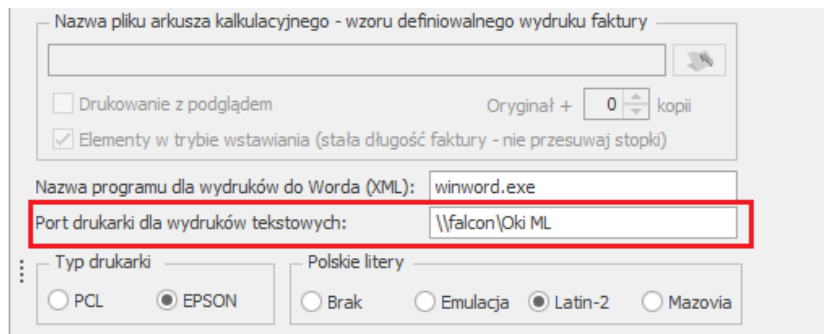 Nazwa pliku arkusza kalkulacyjnego - wzoru definiowalnego wydruku faktury
Drukowanie z podglądem
Oryginał + 0 kopii
Elementy w trybie wstawiania (stała długość faktury - nie przesuwaj stopki)
Nazwa programu dla wydruków do Worda (XML): winword.exe
Port drukarki dla wydruków tekstowych: \\falcon\Oki ML
Typ drukarki
Polskie litery
PCL EPSON Brak Emulacja Latin-2 Mazovia